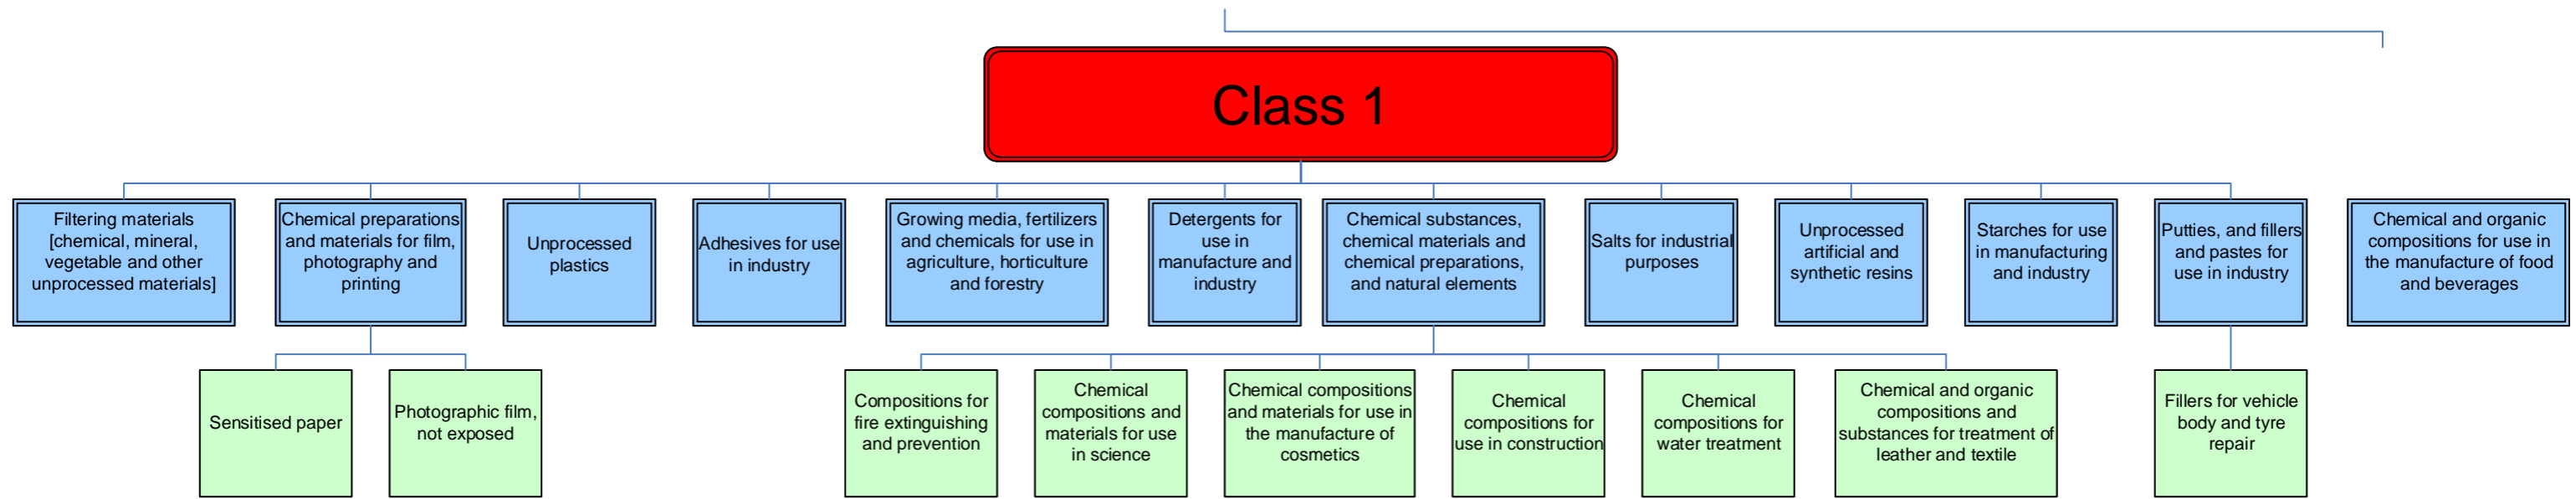 Class 1
Filtering materials
[chemical, mineral,
vegetable and other
unprocessed materials]
Chemical preparations
and materials for film,
photography and
printing
Unprocessed
plastics
Adhesives for use
in industry
Growing media, fertilizers
and chemicals for use in
agriculture, horticulture
and forestry
Detergents for
use in
manufacture and
industry
Chemical substances,
chemical materials and
chemical preparations,
and natural elements
Salts for industrial
purposes
Unprocessed
artificial and
synthetic resins
Starches for use
in manufacturing
and industry
Putties, and fillers
and pastes for
use in industry
Chemical and organic
compositions for use in
the manufacture of food
and beverages
Sensitised paper
Photographic film,
not exposed
Compositions for
fire extinguishing
and prevention
Chemical
compositions and
materials for use
in science
Chemical compositions
and materials for use in
the manufacture of
cosmetics
Chemical
compositions for
use in construction
Chemical
compositions for
water treatment
Chemical and organic
compositions and
substances for treatment of
leather and textile
Fillers for vehicle
body and tyre
repair